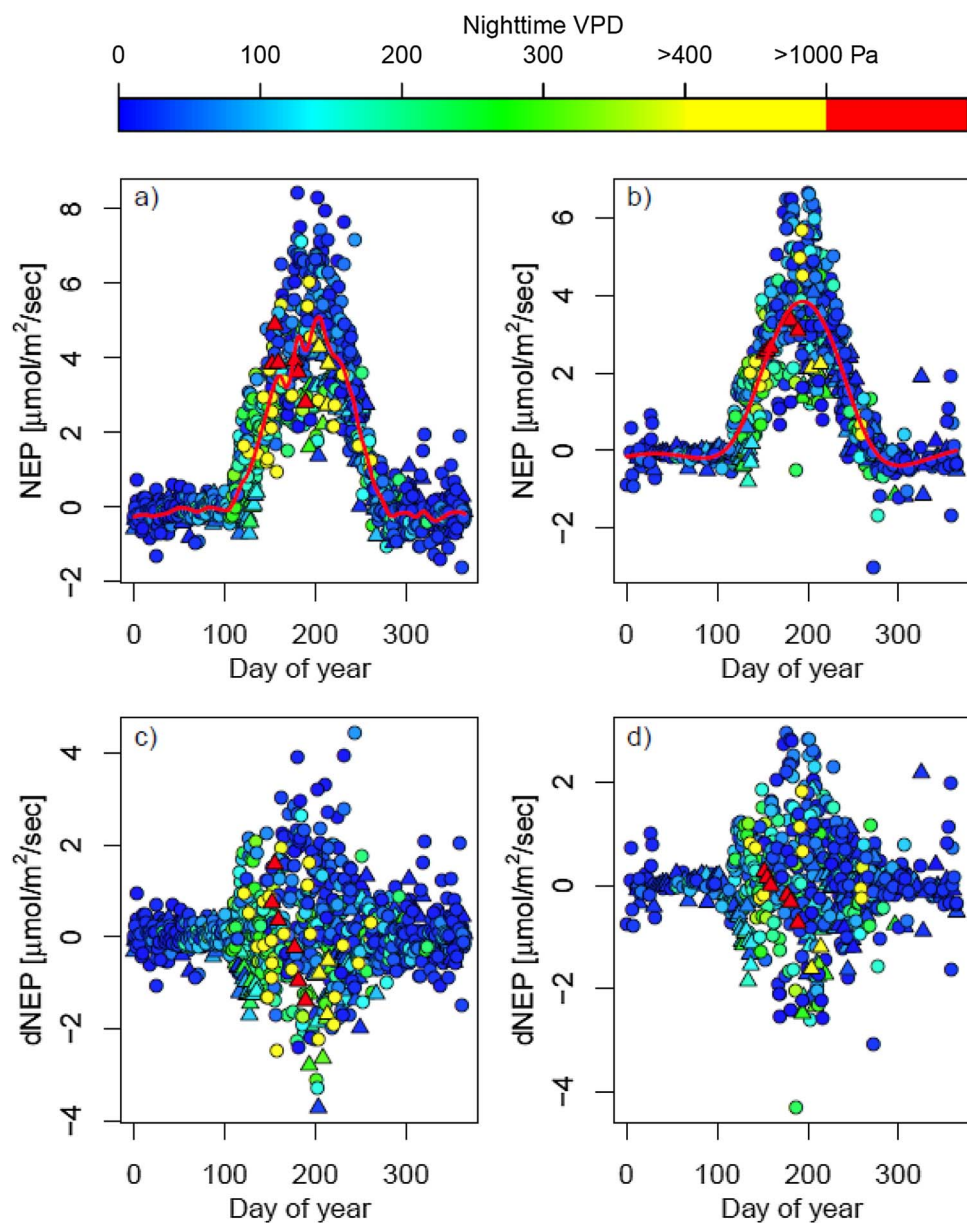 Nighttime VPD
0 100 200 300 >400 >1000 Pa
a)
8
6
4
2
0
−2
NEP [µmol/m²/sec]
0 100 200 300
Day of year
b)
6
4
2
0
−2
NEP [µmol/m²/sec]
0 100 200 300
Day of year
c)
4
2
0
−2
−4
dNEP [µmol/m²/sec]
0 100 200 300
Day of year
d)
2
0
−2
−4
dNEP [µmol/m²/sec]
0 100 200 300
Day of year